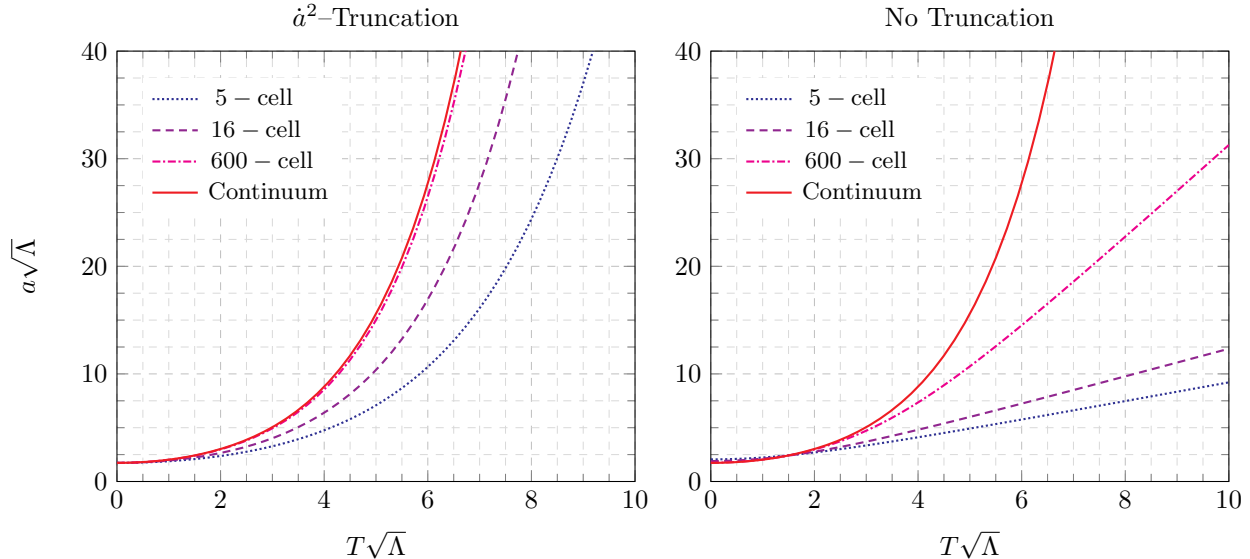 ȧ²–Truncation
40
30
20
10
0
a√Λ
5 – cell
16 – cell
600 – cell
Continuum
0 2 4 6 8 10
T√Λ
No Truncation
40
30
20
10
0
5 – cell
16 – cell
600 – cell
Continuum
0 2 4 6 8 10
T√Λ